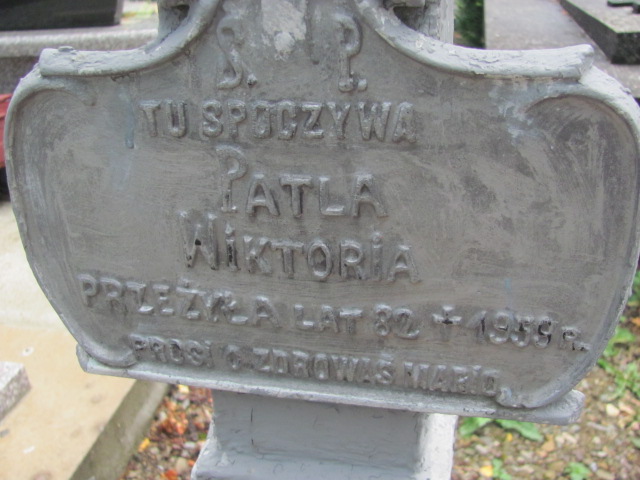 Ś. P.
TU SPOCZYWA
PATLA
WIKTORIA
PRZEŻYŁA LAT 82 + 1959 R.
PROSI O ZDROWAŚ MARIO